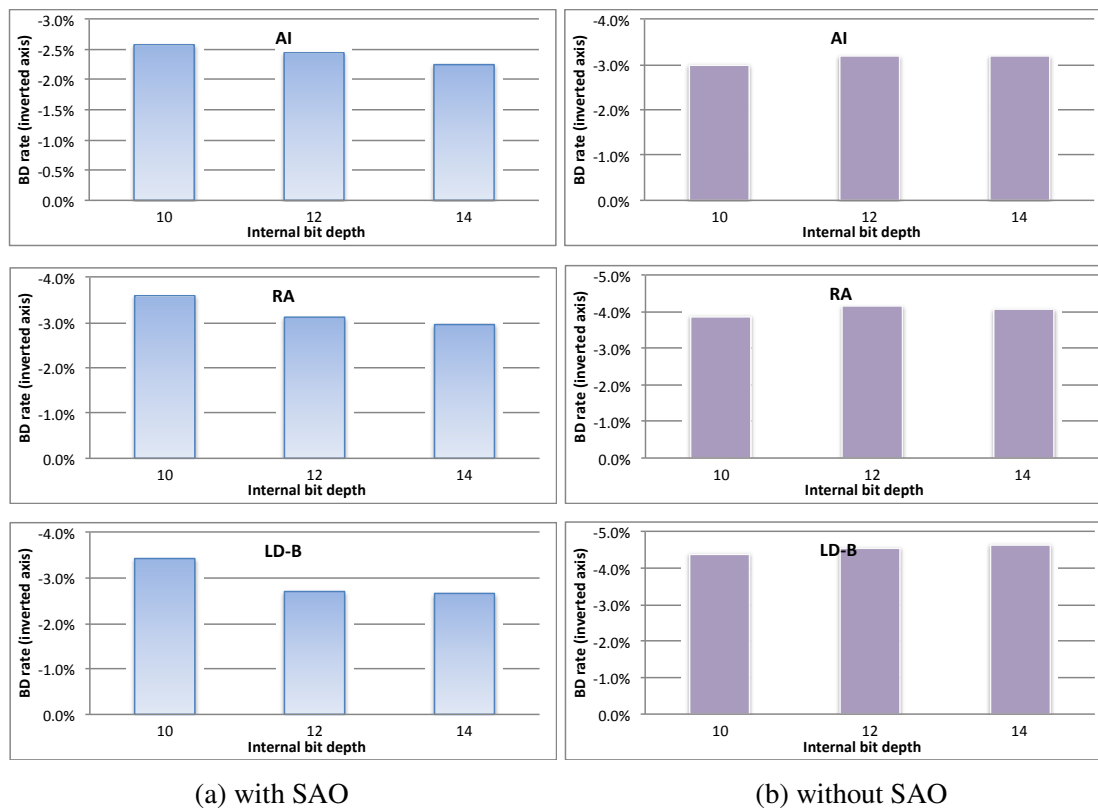 AI
BD rate (inverted axis)
-3.0%
-2.5%
-2.0%
-1.5%
-1.0%
-0.5%
0.0%
10 12 14
Internal bit depth
AI
BD rate (inverted axis)
-4.0%
-3.0%
-2.0%
-1.0%
0.0%
10 12 14
Internal bit depth
RA
BD rate (inverted axis)
-4.0%
-3.0%
-2.0%
-1.0%
0.0%
10 12 14
Internal bit depth
RA
BD rate (inverted axis)
-5.0%
-4.0%
-3.0%
-2.0%
-1.0%
0.0%
10 12 14
Internal bit depth
LD-B
BD rate (inverted axis)
-4.0%
-3.0%
-2.0%
-1.0%
0.0%
10 12 14
Internal bit depth
LD-B
BD rate (inverted axis)
-5.0%
-4.0%
-3.0%
-2.0%
-1.0%
0.0%
10 12 14
Internal bit depth
(a) with SAO
(b) without SAO